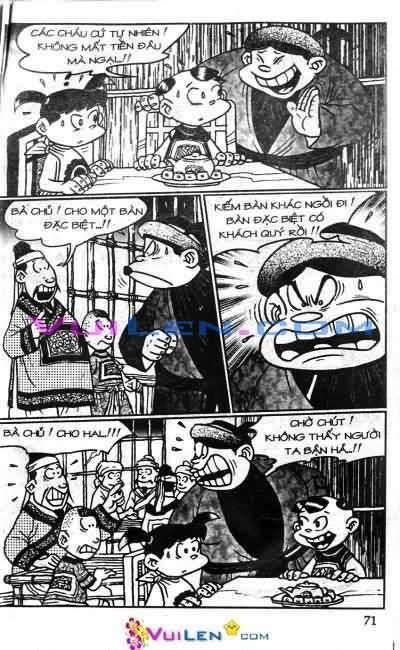 CÁC CHÁU CỨ TỰ NHIÊN !
KHÔNG MẤT TIỀN ĐÂU
MÀ NGẠI..!!
BÀ CHỦ ! CHO MỘT BÀN
ĐẶC BIỆT...!!
KIẾM BÀN KHÁC NGỒI ĐI !
BÀN ĐẶC BIỆT CÓ
KHÁCH QUÝ RỒI !!
VUILEN.COM
BÀ CHỦ ! CHO HAI...!!!
CHỜ CHÚT !
KHÔNG THẤY NGƯỜI
TA BẬN HẢ...!!
71
VUILEN.COM